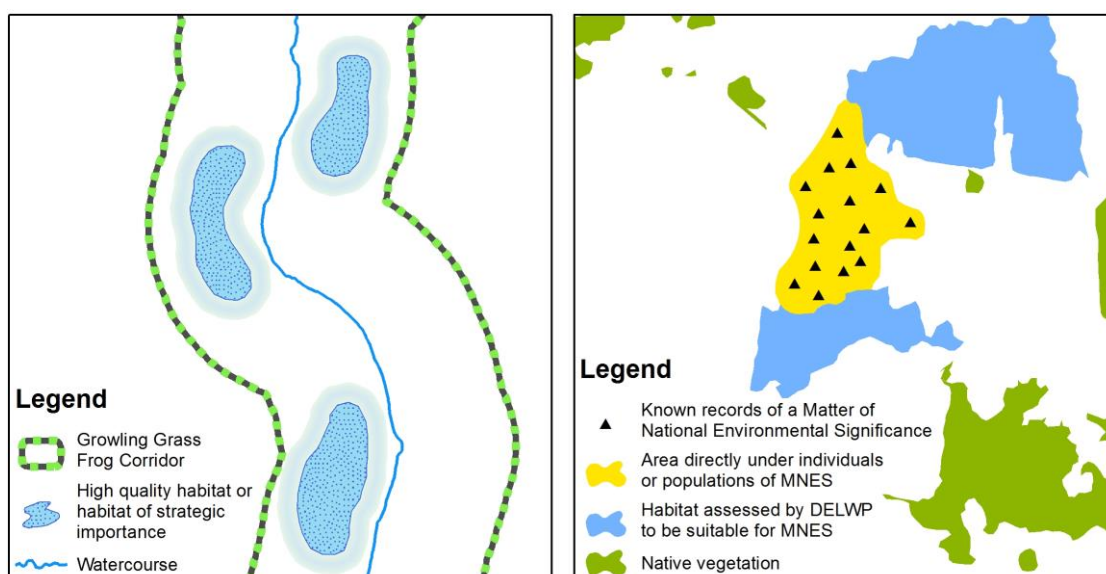 Legend
Growling Grass
Frog Corridor
High quality habitat or
habitat of strategic
importance
Watercourse
Legend
Known records of a Matter of
National Environmental Significance
Area directly under individuals
or populations of MNES
Habitat assessed by DELWP
to be suitable for MNES
Native vegetation